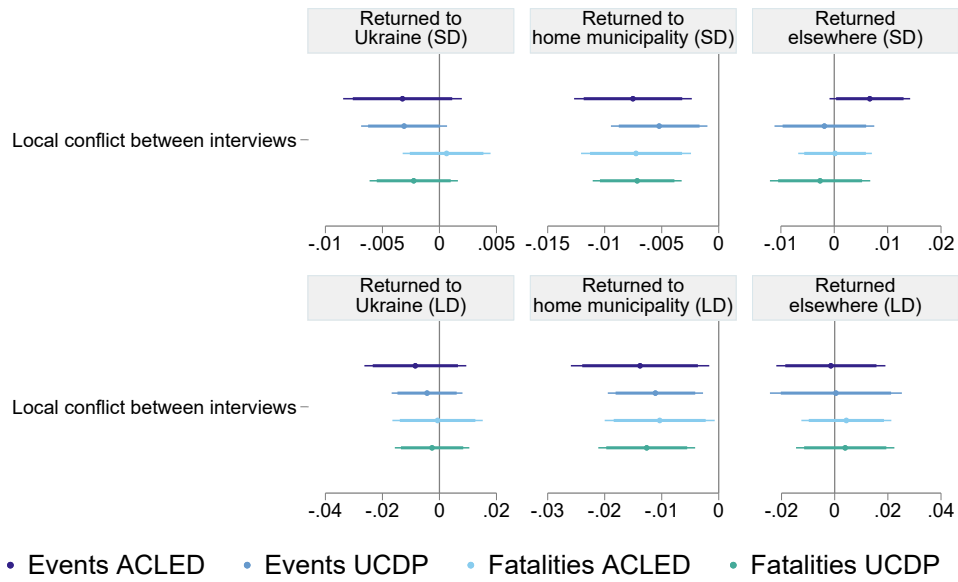 Returned to
Ukraine (SD)
Returned to
home municipality (SD)
Returned
elsewhere (SD)
Local conflict between interviews
-.01 -.005 0 .005
-.015 -.01 -.005 0
-.01 0 .01 .02
Returned to
Ukraine (LD)
Returned to
home municipality (LD)
Returned
elsewhere (LD)
Local conflict between interviews
-.04 -.02 0 .02
-.03 -.02 -.01 0
-.02 0 .02 .04
Events ACLED Events UCDP Fatalities ACLED Fatalities UCDP